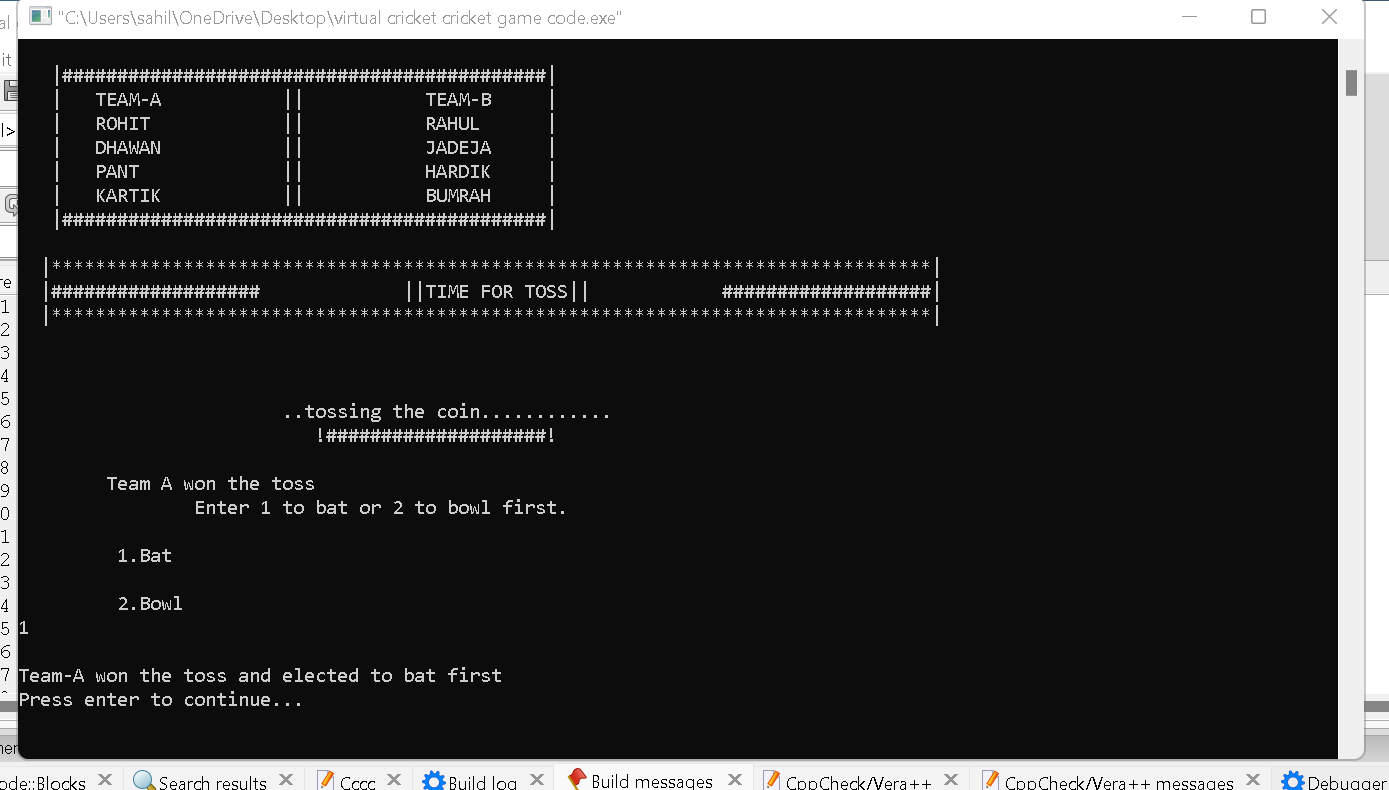 "C:\Users\sahil\OneDrive\Desktop\virtual cricket cricket game code.exe"
|############################################|
| TEAM-A || TEAM-B |
| ROHIT || RAHUL |
| DHAWAN || JADEJA |
| PANT || HARDIK |
| KARTIK || BUMRAH |
|############################################|
|********************************************************************************|
|################### ||TIME FOR TOSS|| ###################|
|********************************************************************************|
..tossing the coin............
!####################!
Team A won the toss
Enter 1 to bat or 2 to bowl first.
1.Bat
2.Bowl
1
Team-A won the toss and elected to bat first
Press enter to continue...
ode::Blocks Search results Cccc Build log Build messages CppCheck/Vera++ CppCheck/Vera++ messages Debugger